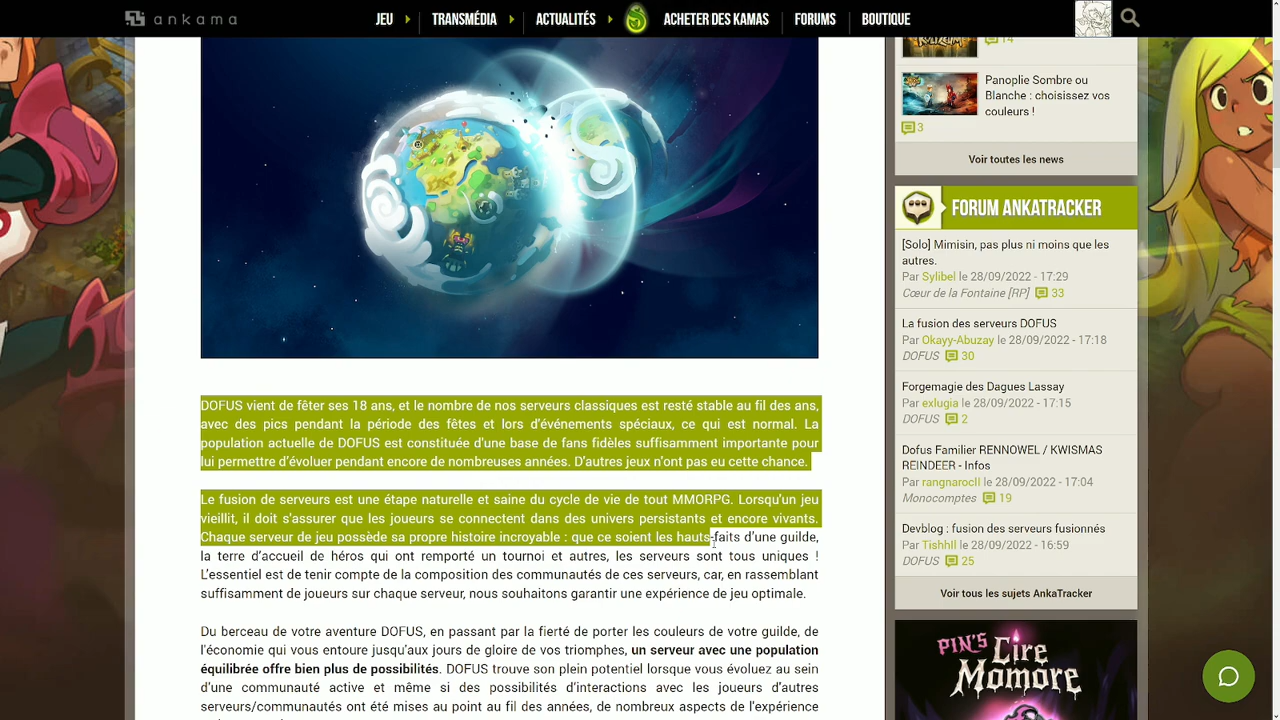 ankama
JEU
TRANSMÉDIA
ACTUALITÉS
ACHETER DES KAMAS
FORUMS
BOUTIQUE
DOFUS vient de fêter ses 18 ans, et le nombre de nos serveurs classiques est resté stable au fil des ans,
avec des pics pendant la période des fêtes et lors d'événements spéciaux, ce qui est normal. La
population actuelle de DOFUS est constituée d'une base de fans fidèles suffisamment importante pour
lui permettre d'évoluer pendant encore de nombreuses années. D'autres jeux n'ont pas eu cette chance.
Le fusion de serveurs est une étape naturelle et saine du cycle de vie de tout MMORPG. Lorsqu'un jeu
vieillit, il doit s'assurer que les joueurs se connectent dans des univers persistants et encore vivants.
Chaque serveur de jeu possède sa propre histoire incroyable : que ce soient les hauts-faits d'une guilde,
la terre d'accueil de héros qui ont remporté un tournoi et autres, les serveurs sont tous uniques !
L'essentiel est de tenir compte de la composition des communautés de ces serveurs, car, en rassemblant
suffisamment de joueurs sur chaque serveur, nous souhaitons garantir une expérience de jeu optimale.
Du berceau de votre aventure DOFUS, en passant par la fierté de porter les couleurs de votre guilde, de
l'économie qui vous entoure jusqu'aux jours de gloire de vos triomphes, un serveur avec une population
équilibrée offre bien plus de possibilités. DOFUS trouve son plein potentiel lorsque vous évoluez au sein
d'une communauté active et même si des possibilités d'interactions avec les joueurs d'autres
serveurs/communautés ont été mises au point au fil des années, de nombreux aspects de l'expérience
14
Panoplie Sombre ou
Blanche : choisissez vos
couleurs !
3
Voir toutes les news
FORUM ANKATRACKER
[Solo] Mimisin, pas plus ni moins que les
autres.
Par Sylibel le 28/09/2022 - 17:29
Cœur de la Fontaine [RP] 33
La fusion des serveurs DOFUS
Par Okayy-Abuzay le 28/09/2022 - 17:18
DOFUS 30
Forgemagie des Dagues Lassay
Par exlugia le 28/09/2022 - 17:15
DOFUS 2
Dofus Familier RENNOWEL / KWISMAS
REINDEER - Infos
Par rangnarocII le 28/09/2022 - 17:04
Monocomptes 19
Devblog : fusion des serveurs fusionnés
Par TishhII le 28/09/2022 - 16:59
DOFUS 25
Voir tous les sujets AnkaTracker
PIN'S
Cire
Momore